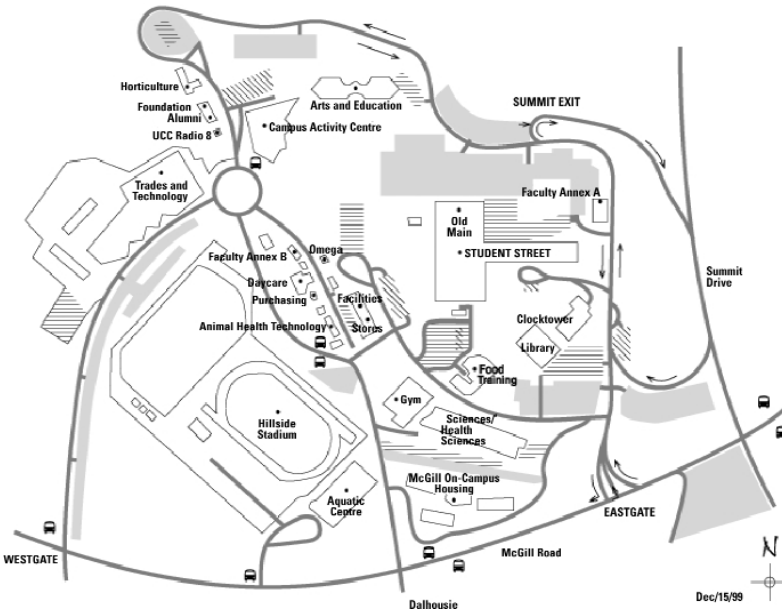 Horticulture
Foundation
Alumni
UCC Radio 8
Arts and Education
Campus Activity Centre
SUMMIT EXIT
Trades and
Technology
Faculty Annex A
Old
Main
STUDENT STREET
Faculty Annex B
Omega
Daycare
Purchasing
Facilities
Animal Health Technology
Stores
Summit
Drive
Clocktower
Library
Food
Training
Gym
Sciences/
Health
Sciences
Hillside
Stadium
McGill On-Campus
Housing
Aquatic
Centre
EASTGATE
WESTGATE
McGill Road
N
Dec/15/99
Dalhousie